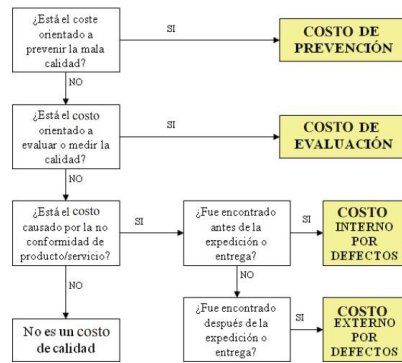 ¿Está el coste
orientado a
prevenir la mala
calidad?
SI
COSTO DE
PREVENCIÓN
NO
¿Está el costo
orientado a
evaluar o medir la
calidad?
SI
COSTO DE
EVALUACIÓN
NO
¿Está el costo
causado por la no
conformidad de
producto/servicio?
SI
¿Fue encontrado
antes de la
expedición o
entrega?
SI
COSTO
INTERNO
POR
DEFECTOS
NO
NO
No es un costo
de calidad
¿Fue encontrado
después de la
expedición o
entrega?
SI
COSTO
EXTERNO
POR
DEFECTOS